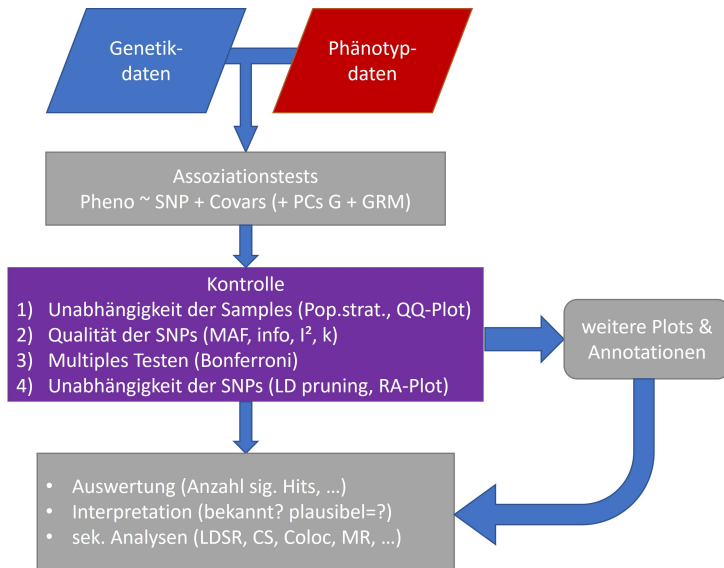 Genetik-
daten
Phänotyp-
daten
Assoziationstests
Pheno ~ SNP + Covars (+ PCs G + GRM)
Kontrolle
1) Unabhängigkeit der Samples (Pop.strat., QQ-Plot)
2) Qualität der SNPs (MAF, info, I², k)
3) Multiples Testen (Bonferroni)
4) Unabhängigkeit der SNPs (LD pruning, RA-Plot)
weitere Plots &
Annotationen
• Auswertung (Anzahl sig. Hits, …)
• Interpretation (bekannt? plausibel=?)
• sek. Analysen (LDSR, CS, Coloc, MR, …)